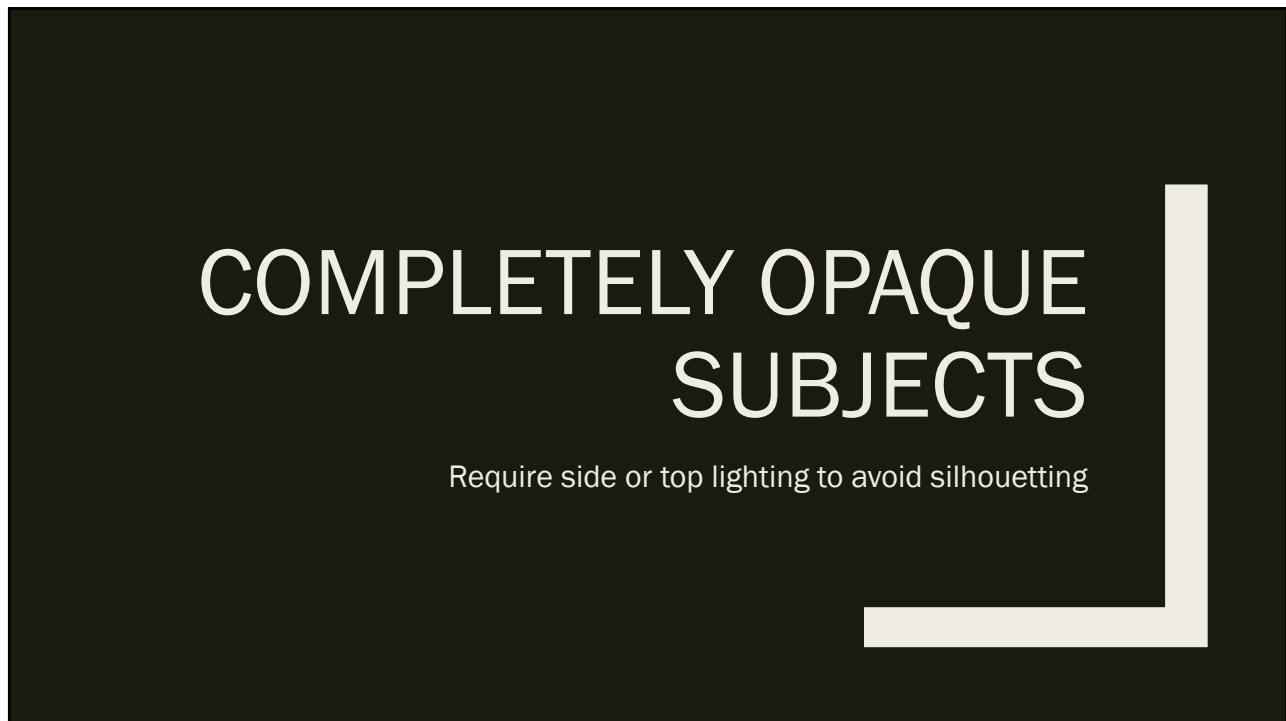 COMPLETELY OPAQUE
SUBJECTS
Require side or top lighting to avoid silhouetting